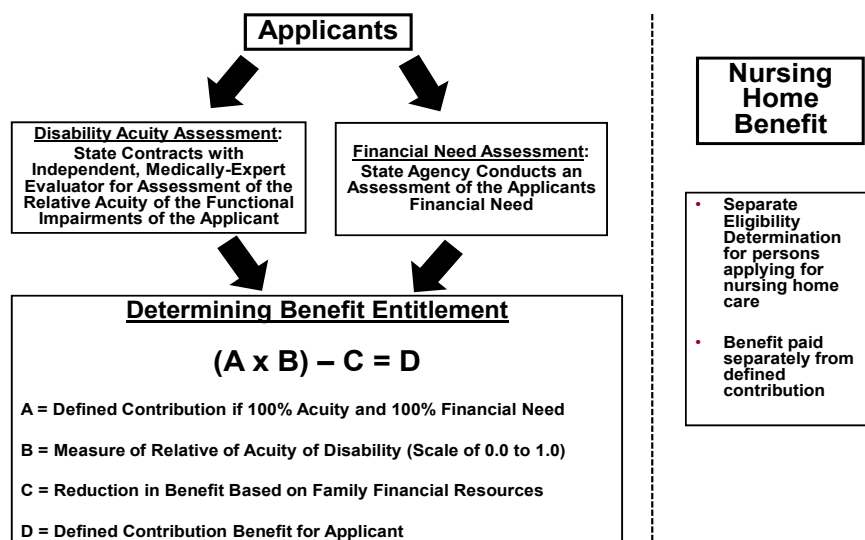 Applicants
Disability Acuity Assessment:
State Contracts with
Independent, Medically-Expert
Evaluator for Assessment of the
Relative Acuity of the Functional
Impairments of the Applicant
Financial Need Assessment:
State Agency Conducts an
Assessment of the Applicants
Financial Need
Determining Benefit Entitlement
(A x B) – C = D
A = Defined Contribution if 100% Acuity and 100% Financial Need
B = Measure of Relative of Acuity of Disability (Scale of 0.0 to 1.0)
C = Reduction in Benefit Based on Family Financial Resources
D = Defined Contribution Benefit for Applicant
Nursing
Home
Benefit
• Separate
Eligibility
Determination
for persons
applying for
nursing home
care
• Benefit paid
separately from
defined
contribution